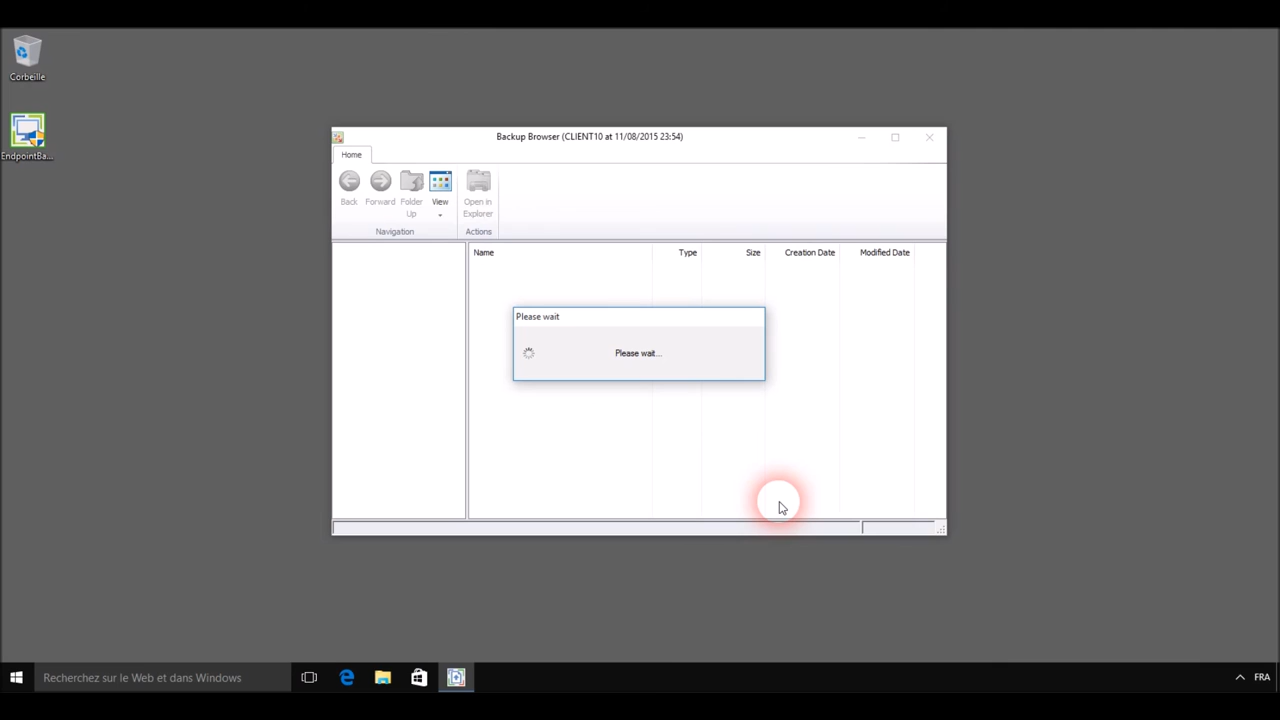 Corbeille
EndpointBa...
Backup Browser (CLIENT10 at 11/08/2015 23:54)
Home
Back
Forward
Folder
Up
View
Open in
Explorer
Navigation
Actions
Name
Type
Size
Creation Date
Modified Date
Please wait
Please wait...
Recherchez sur le Web et dans Windows
FRA